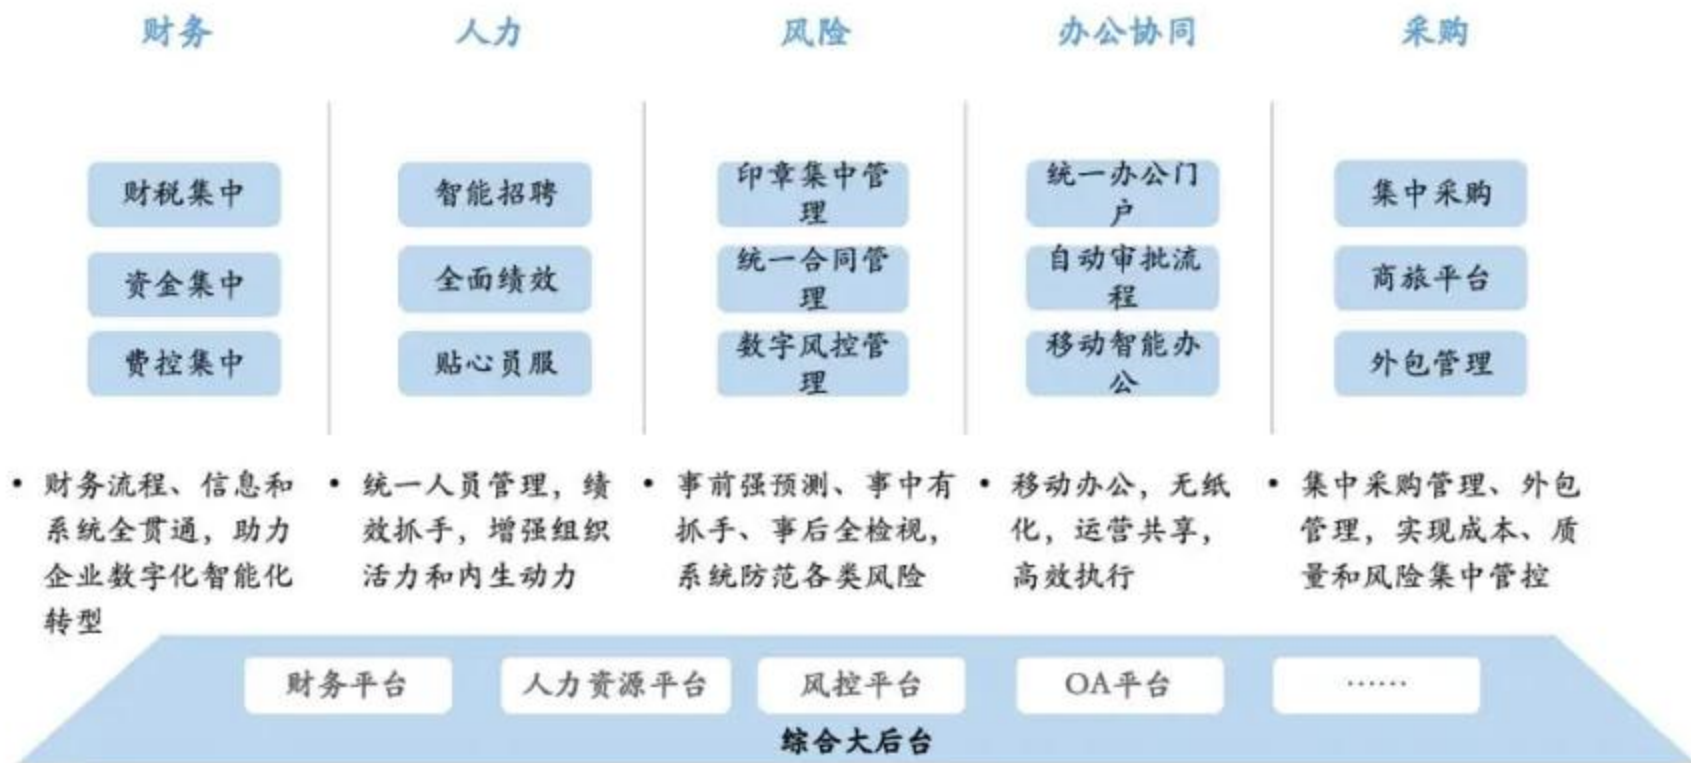 财务
人力
风险
办公协同
采购
财税集中
资金集中
费控集中
智能招聘
全面绩效
贴心员服
印章集中管
理
统一合同管
理
数字风控管
理
统一办公门
户
自动审批流
程
移动智能办
公
集中采购
商旅平台
外包管理
• 财务流程、信息和
系统全贯通，助力
企业数字化智能化
转型
• 统一人员管理，绩
效抓手，增强组织
活力和内生动力
• 事前强预测、事中有
抓手、事后全检视，
系统防范各类风险
• 移动办公，无纸
化，运营共享，
高效执行
• 集中采购管理、外包
管理，实现成本、质
量和风险集中管控
财务平台
人力资源平台
风控平台
OA平台
……
综合大后台